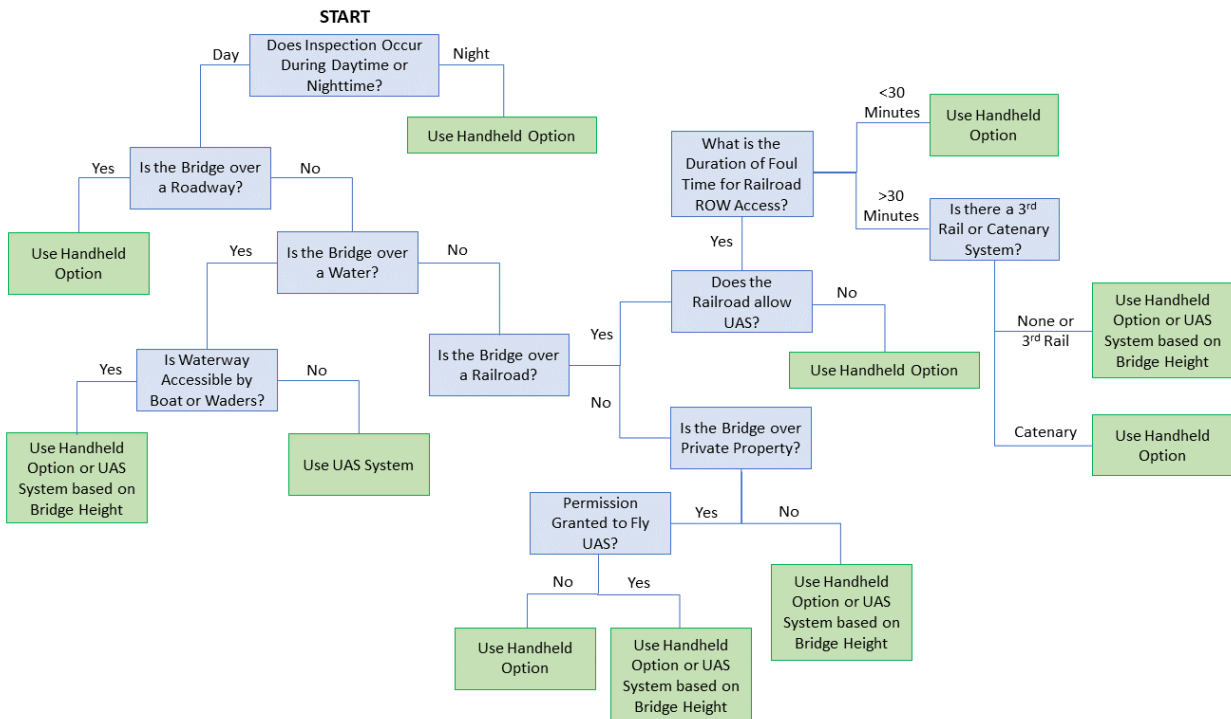 START
Does Inspection Occur
During Daytime or
Nighttime?
Day
Night
Use Handheld Option
Is the Bridge over
a Roadway?
Yes
No
Use Handheld
Option
Is the Bridge over
a Water?
Yes
No
Is Waterway
Accessible by
Boat or Waders?
Yes
No
Use Handheld
Option or UAS
System based on
Bridge Height
Use UAS System
Is the Bridge over
a Railroad?
Yes
No
Does the
Railroad allow
UAS?
Yes
No
Use Handheld Option
What is the
Duration of Foul
Time for Railroad
ROW Access?
<30
Minutes
Use Handheld
Option
>30
Minutes
Is there a 3rd
Rail or Catenary
System?
None or
3rd Rail
Use Handheld
Option or UAS
System based on
Bridge Height
Catenary
Use Handheld
Option
Is the Bridge over
Private Property?
Yes
No
Permission
Granted to Fly
UAS?
No
Yes
Use Handheld
Option
Use Handheld
Option or UAS
System based on
Bridge Height
Use Handheld
Option or UAS
System based on
Bridge Height